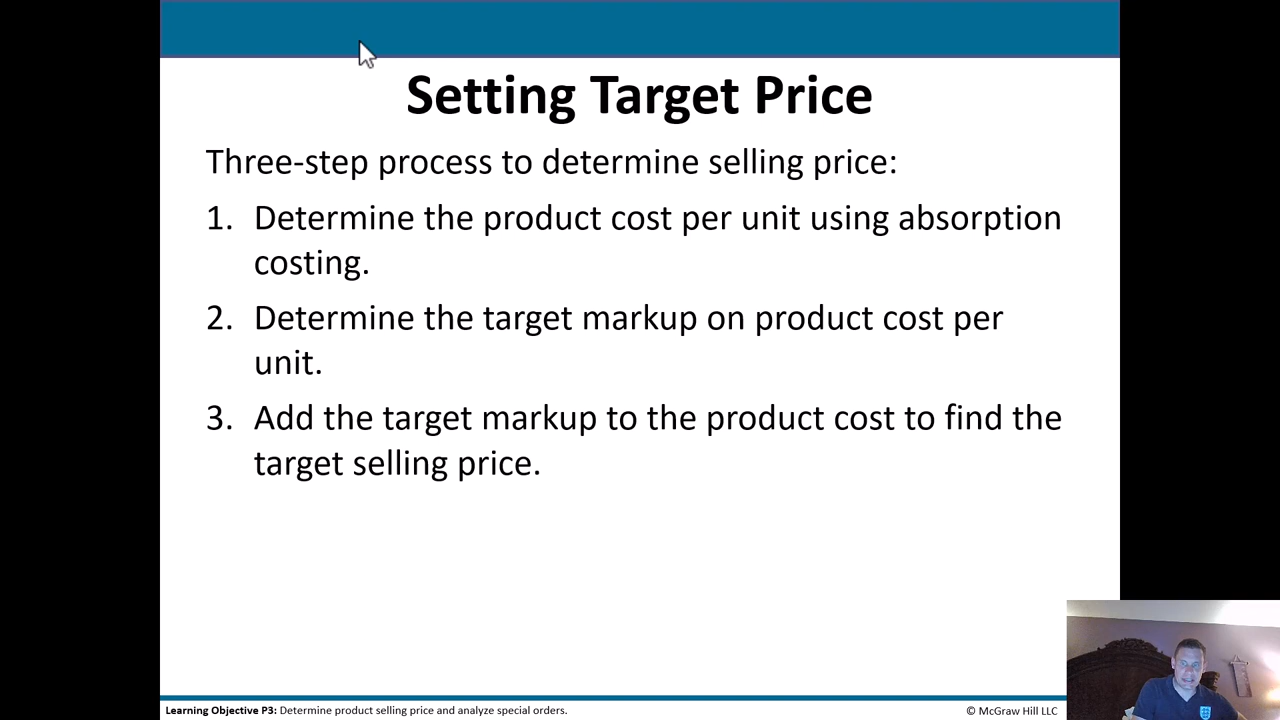 Setting Target Price
Three-step process to determine selling price:
1. Determine the product cost per unit using absorption
costing.
2. Determine the target markup on product cost per
unit.
3. Add the target markup to the product cost to find the
target selling price.
Learning Objective P3: Determine product selling price and analyze special orders.
© McGraw Hill LLC